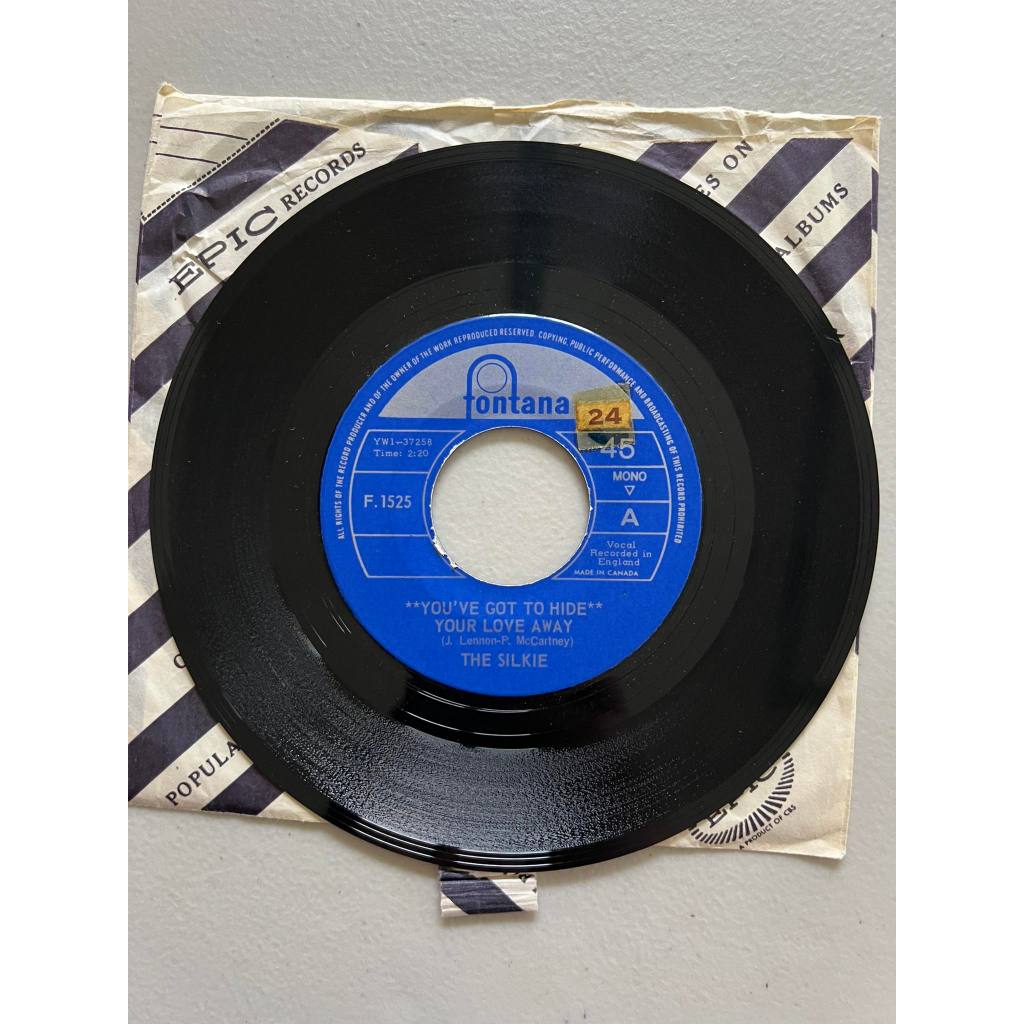 EPIC RECORDS
ES ON
ALBUMS
ALL RIGHTS OF THE RECORD PRODUCER AND OF THE OWNER OF THE WORK REPRODUCED RESERVED. COPYING, PUBLIC PERFORMANCE AND BROADCASTING OF THIS RECORD PROHIBITED
fontana
24
YW1-37258
Time: 2:20
45
MONO
F.1525
A
Vocal
Recorded in
England
MADE IN CANADA
**YOU'VE GOT TO HIDE**
YOUR LOVE AWAY
(J. Lennon-P. McCartney)
THE SILKIE
POPULA
EPIC
A PRODUCT OF CBS